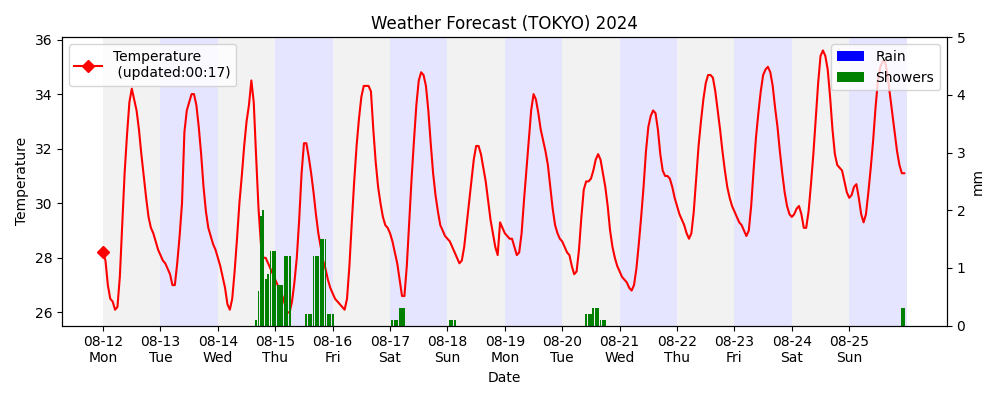 Weather Forecast (TOKYO) 2024
Temperature
(updated:00:17)
Rain
Showers
36
34
32
30
28
26
Temperature
5
4
3
2
1
0
mm
08-12 08-13 08-14 08-15 08-16 08-17 08-18 08-19 08-20 08-21 08-22 08-23 08-24 08-25
Mon Tue Wed Thu Fri Sat Sun Mon Tue Wed Thu Fri Sat Sun
Date